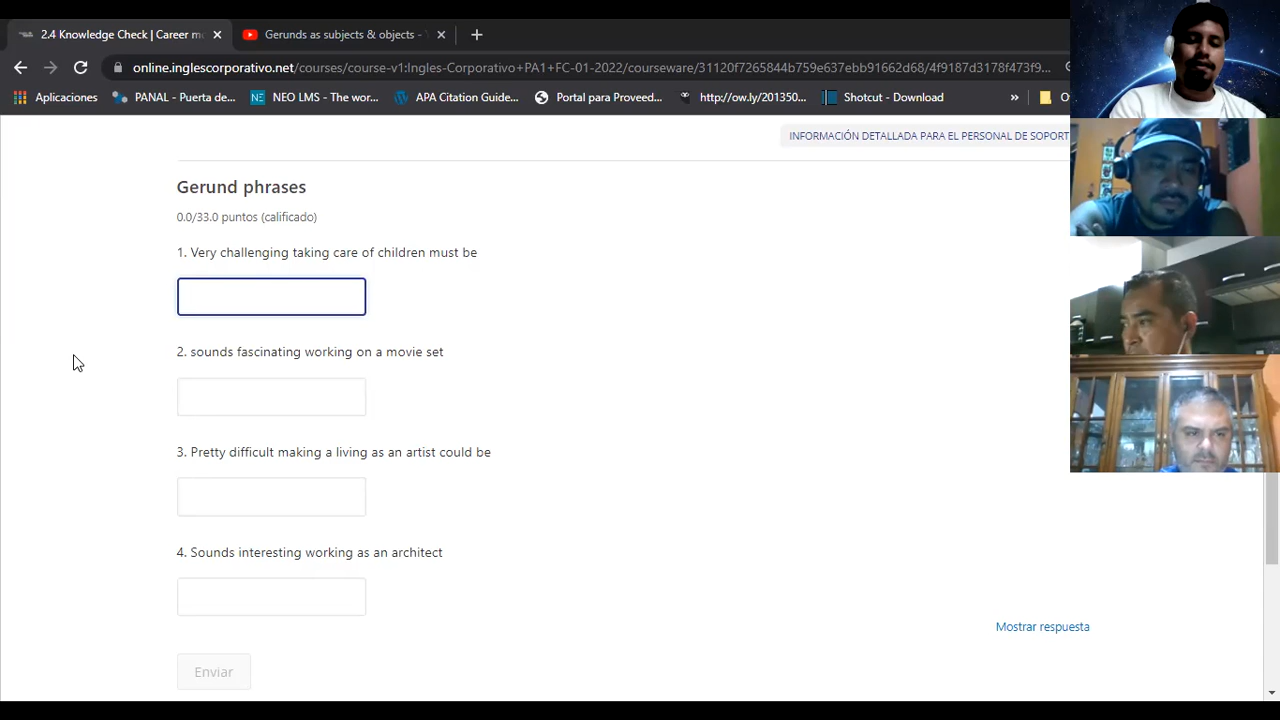 2.4 Knowledge Check | Career mo
Gerunds as subjects & objects -
online.inglescorporativo.net/courses/course-v1:Ingles-Corporativo+PA1+FC-01-2022/courseware/31120f7265844b759e637ebb91662d68/4f9187d3178f473f9...
Aplicaciones
PANAL - Puerta de...
NEO LMS - The wor...
APA Citation Guide...
Portal para Proveed...
http://ow.ly/201350...
Shotcut - Download
»
INFORMACIÓN DETALLADA PARA EL PERSONAL DE SOPORT
Gerund phrases
0.0/33.0 puntos (calificado)
1. Very challenging taking care of children must be
2. sounds fascinating working on a movie set
3. Pretty difficult making a living as an artist could be
4. Sounds interesting working as an architect
Mostrar respuesta
Enviar